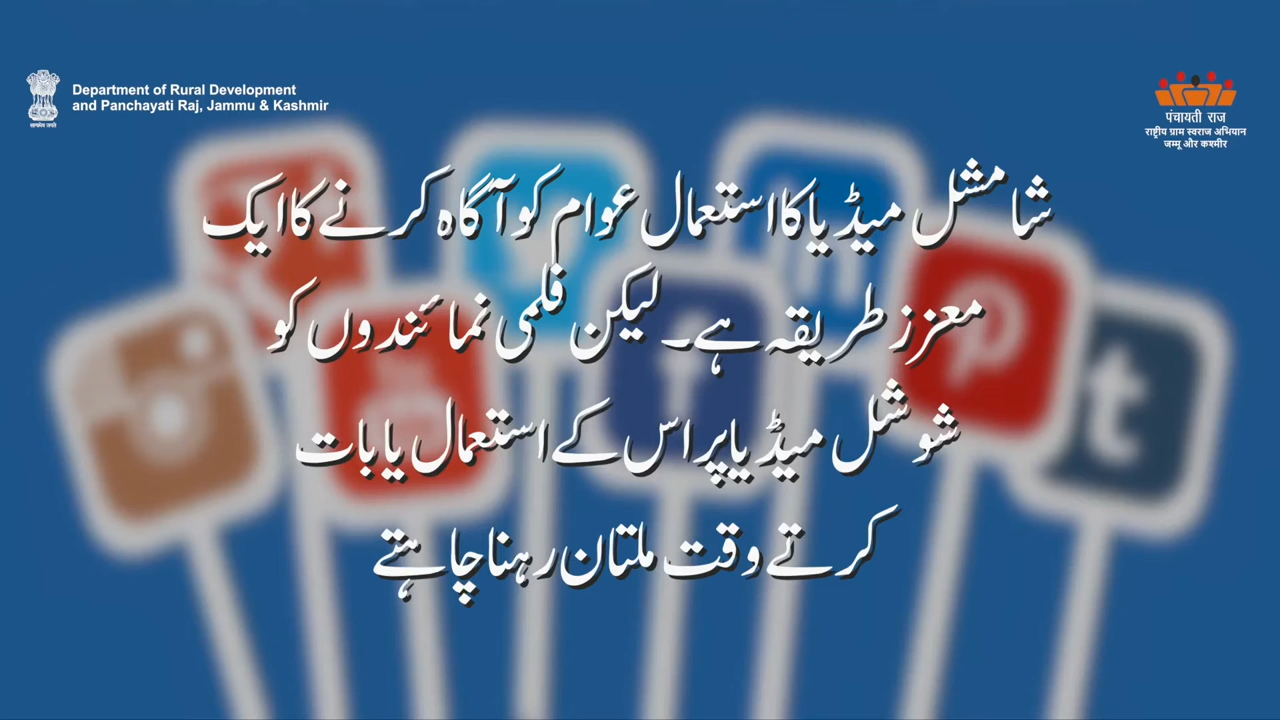 Department of Rural Development
and Panchayati Raj, Jammu & Kashmir
पंचायती राज
राष्ट्रीय ग्राम स्वराज अभियान
जम्मू और कश्मीर
شامشل میڈیا کا استعمال عوام کو آگاہ کرنے کا ایک
معزز طریقہ ہے۔ لیکن فلمی نمائندوں کو
شوشل میڈیا پر اس کے استعمال یا بات
کرتے وقت ملتان رہنا چاہتے